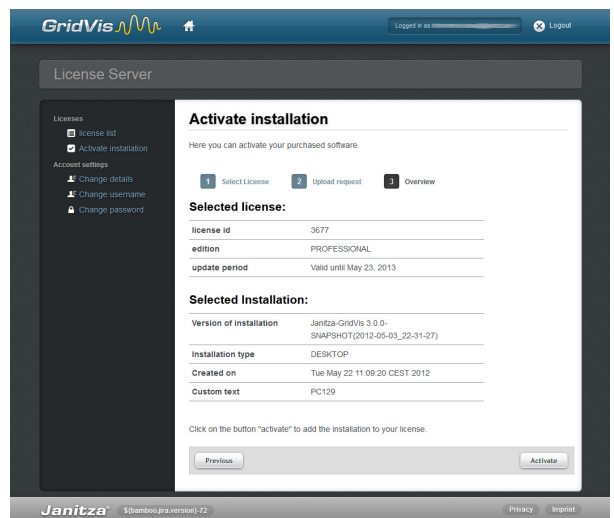 GridVis
Logged in as
Logout
License Server
Licenses
license list
Activate installation
Account settings
Change details
Change username
Change password
Activate installation
Here you can activate your purchased software.
1 Select License 2 Upload request 3 Overview
Selected license:
license id 3677
edition PROFESSIONAL
update period Valid until May 23, 2013
Selected Installation:
Version of installation Janitza-GridVis 3.0.0-
SNAPSHOT(2012-05-03_22-31-27)
Installation type DESKTOP
Created on Tue May 22 11:09:20 CEST 2012
Custom text PC129
Click on the button "activate" to add the installation to your license.
Previous Activate
Janitza® ${bamboo.jira.version}-72 Privacy Imprint